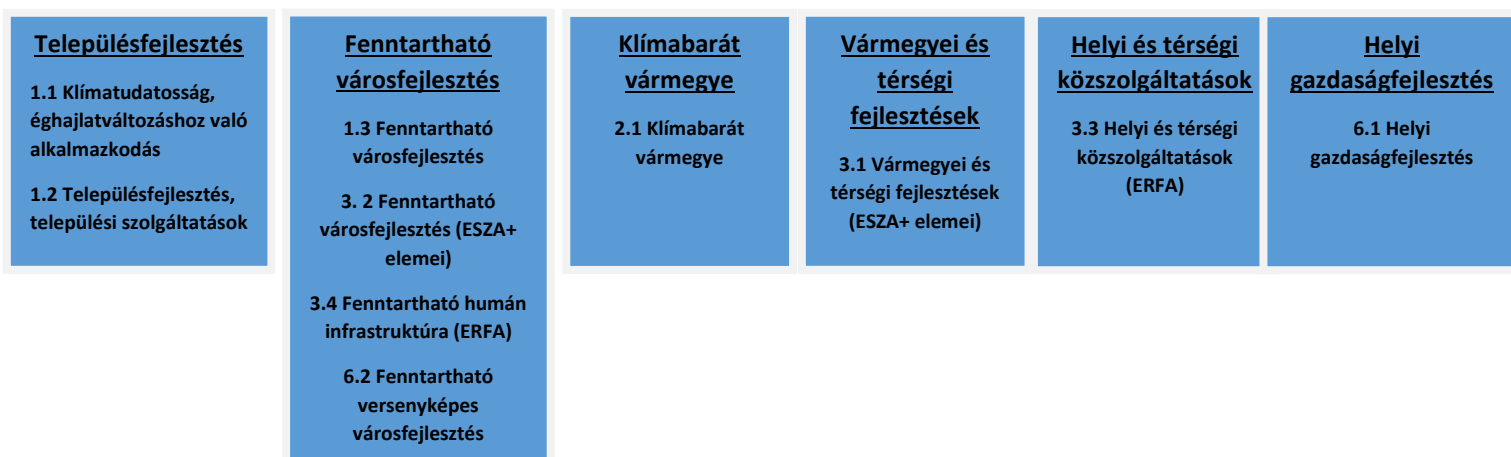 Településfejlesztés
1.1 Klímatudatosság,
éghajlatváltozáshoz való
alkalmazkodás
1.2 Településfejlesztés,
települési szolgáltatások
Fenntartható
városfejlesztés
1.3 Fenntartható
városfejlesztés
3. 2 Fenntartható
városfejlesztés (ESZA+
elemei)
3.4 Fenntartható humán
infrastruktúra (ERFA)
6.2 Fenntartható
versenyképes
városfejlesztés
Klímabarát
vármegye
2.1 Klímabarát
vármegye
Vármegyei és
térségi
fejlesztések
3.1 Vármegyei és
térségi fejlesztések
(ESZA+ elemei)
Helyi és térségi
közszolgáltatások
3.3 Helyi és térségi
közszolgáltatások
(ERFA)
Helyi
gazdaságfejlesztés
6.1 Helyi
gazdaságfejlesztés